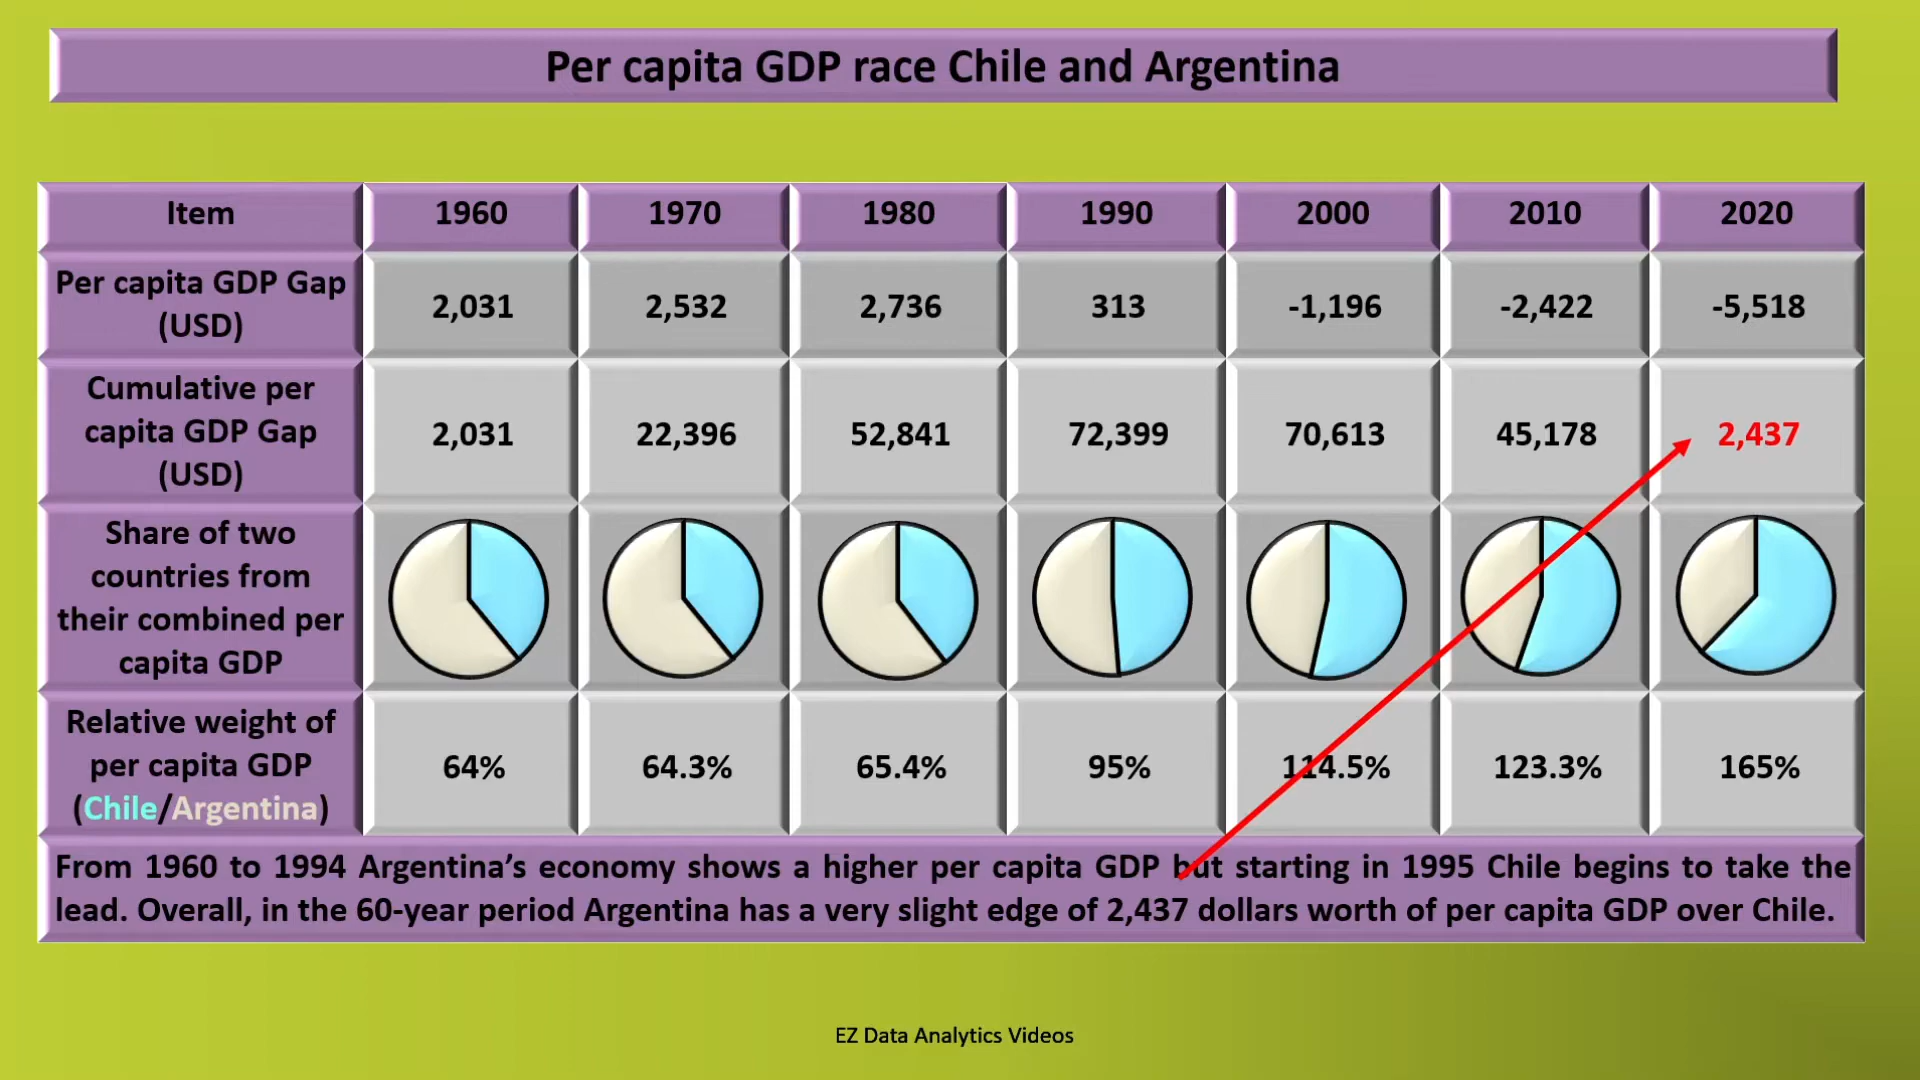 Per capita GDP race Chile and Argentina
Item 1960 1970 1980 1990 2000 2010 2020
Per capita GDP Gap
(USD)
2,031 2,532 2,736 313 -1,196 -2,422 -5,518
Cumulative per
capita GDP Gap
(USD)
2,031 22,396 52,841 72,399 70,613 45,178 2,437
Share of two
countries from
their combined per
capita GDP
Relative weight of
per capita GDP
(Chile/Argentina)
64% 64.3% 65.4% 95% 114.5% 123.3% 165%
From 1960 to 1994 Argentina’s economy shows a higher per capita GDP but starting in 1995 Chile begins to take the
lead. Overall, in the 60-year period Argentina has a very slight edge of 2,437 dollars worth of per capita GDP over Chile.
EZ Data Analytics Videos